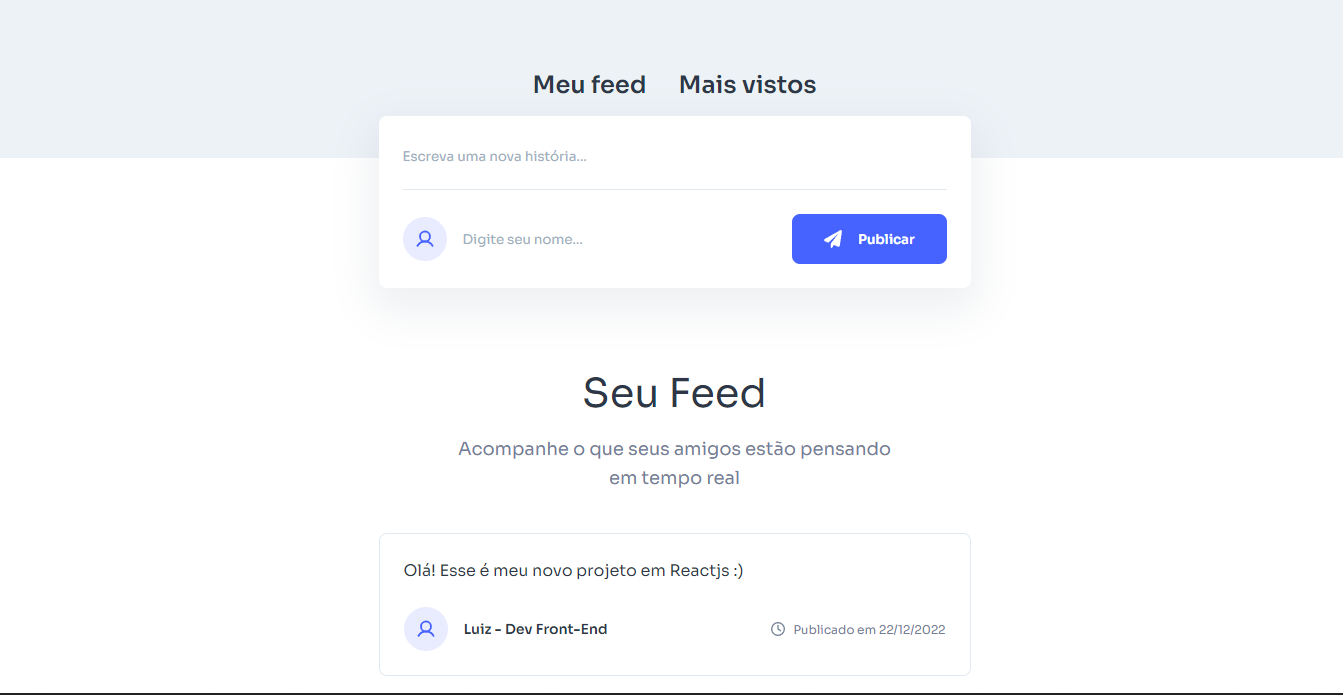 Meu feed Mais vistos
Escreva uma nova história...
Digite seu nome...
Publicar
Seu Feed
Acompanhe o que seus amigos estão pensando
em tempo real
Olá! Esse é meu novo projeto em Reactjs :)
Luiz - Dev Front-End
Publicado em 22/12/2022